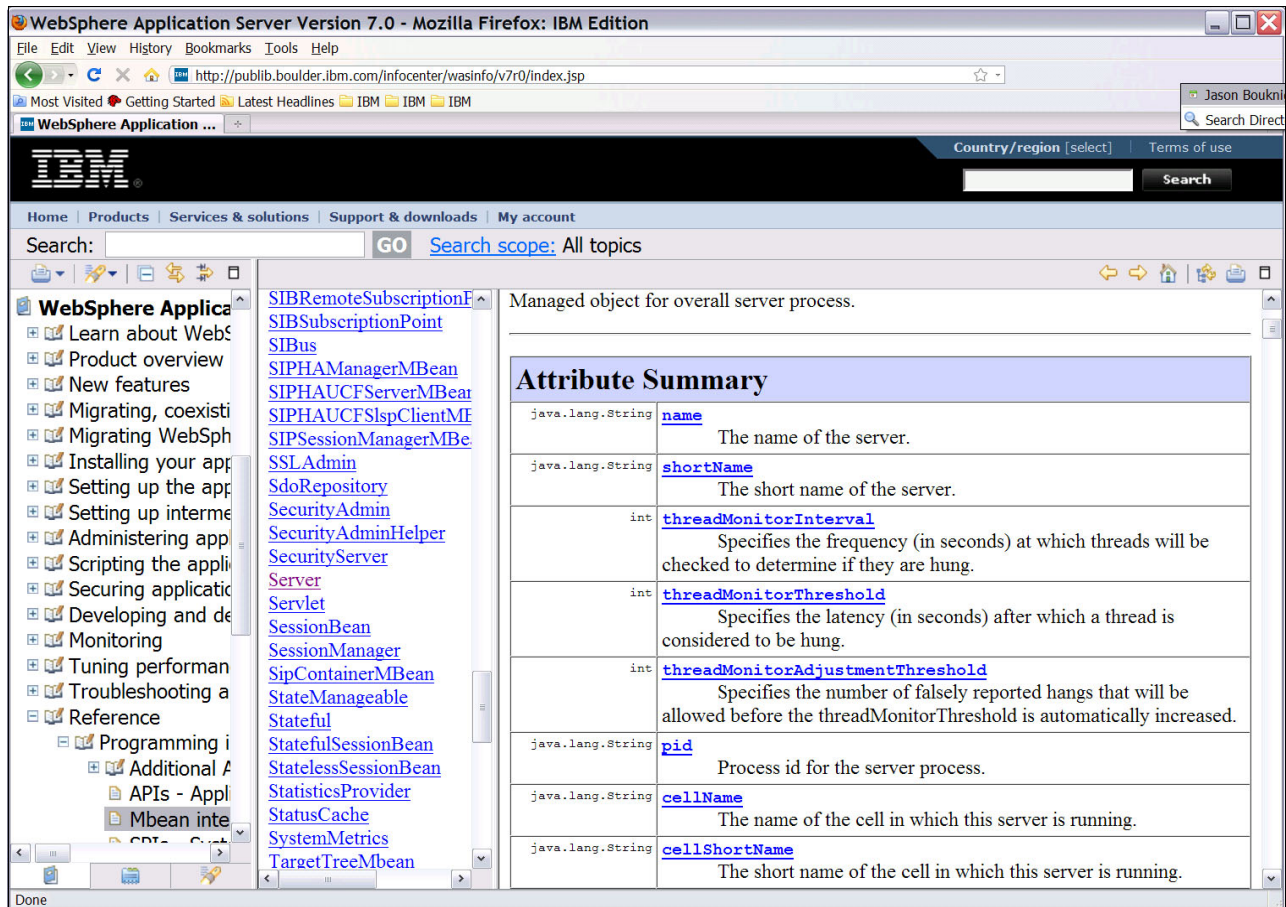 WebSphere Application Server Version 7.0 - Mozilla Firefox: IBM Edition
File Edit View History Bookmarks Tools Help
http://publib.boulder.ibm.com/infocenter/wasinfo/v7r0/index.jsp
Most Visited Getting Started Latest Headlines IBM IBM IBM
Jason Boukni
Search Direct
WebSphere Application ...
IBM
Country/region [select] Terms of use
Search
Home | Products | Services & solutions | Support & downloads | My account
Search: GO Search scope: All topics
WebSphere Applica
Learn about WebS
Product overview
New features
Migrating, coexisti
Migrating WebSph
Installing your app
Setting up the app
Setting up interme
Administering appl
Scripting the appli
Securing applicatio
Developing and de
Monitoring
Tuning performan
Troubleshooting a
Reference
Programming i
Additional A
APIs - Appli
Mbean inte
SPIs - Syst
SIBRemoteSubscriptionP
SIBSubscriptionPoint
SIBus
SIPHAManagerMBean
SIPHAUCFServerMBean
SIPHAUCFSlspClientME
SIPSessionManagerMBe
SSLAdmin
SdoRepository
SecurityAdmin
SecurityAdminHelper
SecurityServer
Server
Servlet
SessionBean
SessionManager
SipContainerMBean
StateManageable
Stateful
StatefulSessionBean
StatelessSessionBean
StatisticsProvider
StatusCache
SystemMetrics
TargetTreeMbean
Managed object for overall server process.
Attribute Summary
java.lang.String name
The name of the server.
java.lang.String shortName
The short name of the server.
int threadMonitorInterval
Specifies the frequency (in seconds) at which threads will be
checked to determine if they are hung.
int threadMonitorThreshold
Specifies the latency (in seconds) after which a thread is
considered to be hung.
int threadMonitorAdjustmentThreshold
Specifies the number of falsely reported hangs that will be
allowed before the threadMonitorThreshold is automatically increased.
java.lang.String pid
Process id for the server process.
java.lang.String cellName
The name of the cell in which this server is running.
java.lang.String cellShortName
The short name of the cell in which this server is running.
Done